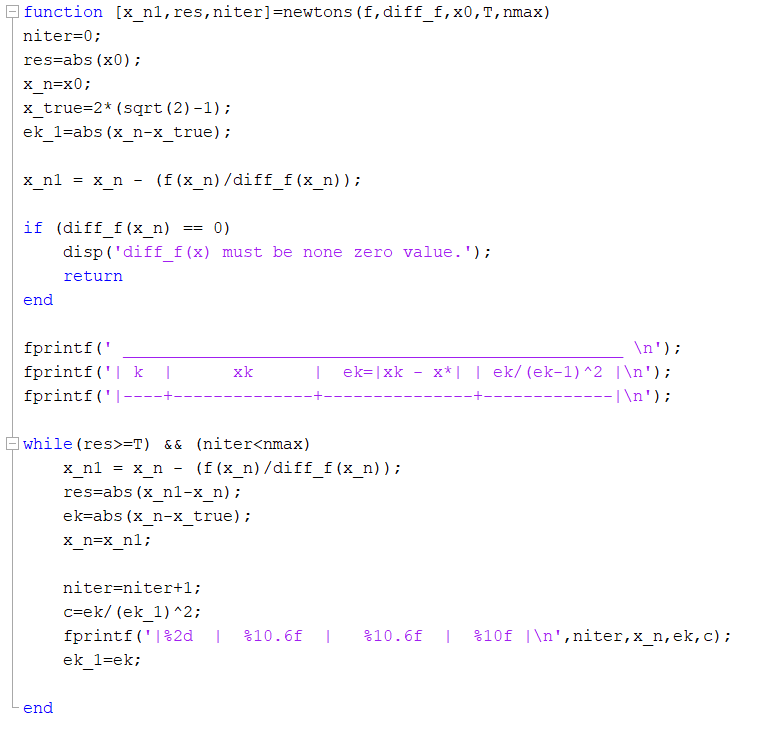 function [x_n1,res,niter]=newtons(f,diff_f,x0,T,nmax)
niter=0;
res=abs(x0);
x_n=x0;
x_true=2*(sqrt(2)-1);
ek_1=abs(x_n-x_true);
x_n1 = x_n - (f(x_n)/diff_f(x_n));
if (diff_f(x_n) == 0)
    disp('diff_f(x) must be none zero value.');
    return
end
fprintf(' __________________________________________________ \n');
fprintf('| k  |      xk      |  ek=|xk - x*| | ek/(ek-1)^2 |\n');
fprintf('|----+--------------+---------------+-------------|\n');
while(res>=T) && (niter<nmax)
    x_n1 = x_n - (f(x_n)/diff_f(x_n));
    res=abs(x_n1-x_n);
    ek=abs(x_n-x_true);
    x_n=x_n1;
    niter=niter+1;
    c=ek/(ek_1)^2;
    fprintf('|%2d  |  %10.6f  |   %10.6f  |  %10f |\n',niter,x_n,ek,c);
    ek_1=ek;
end